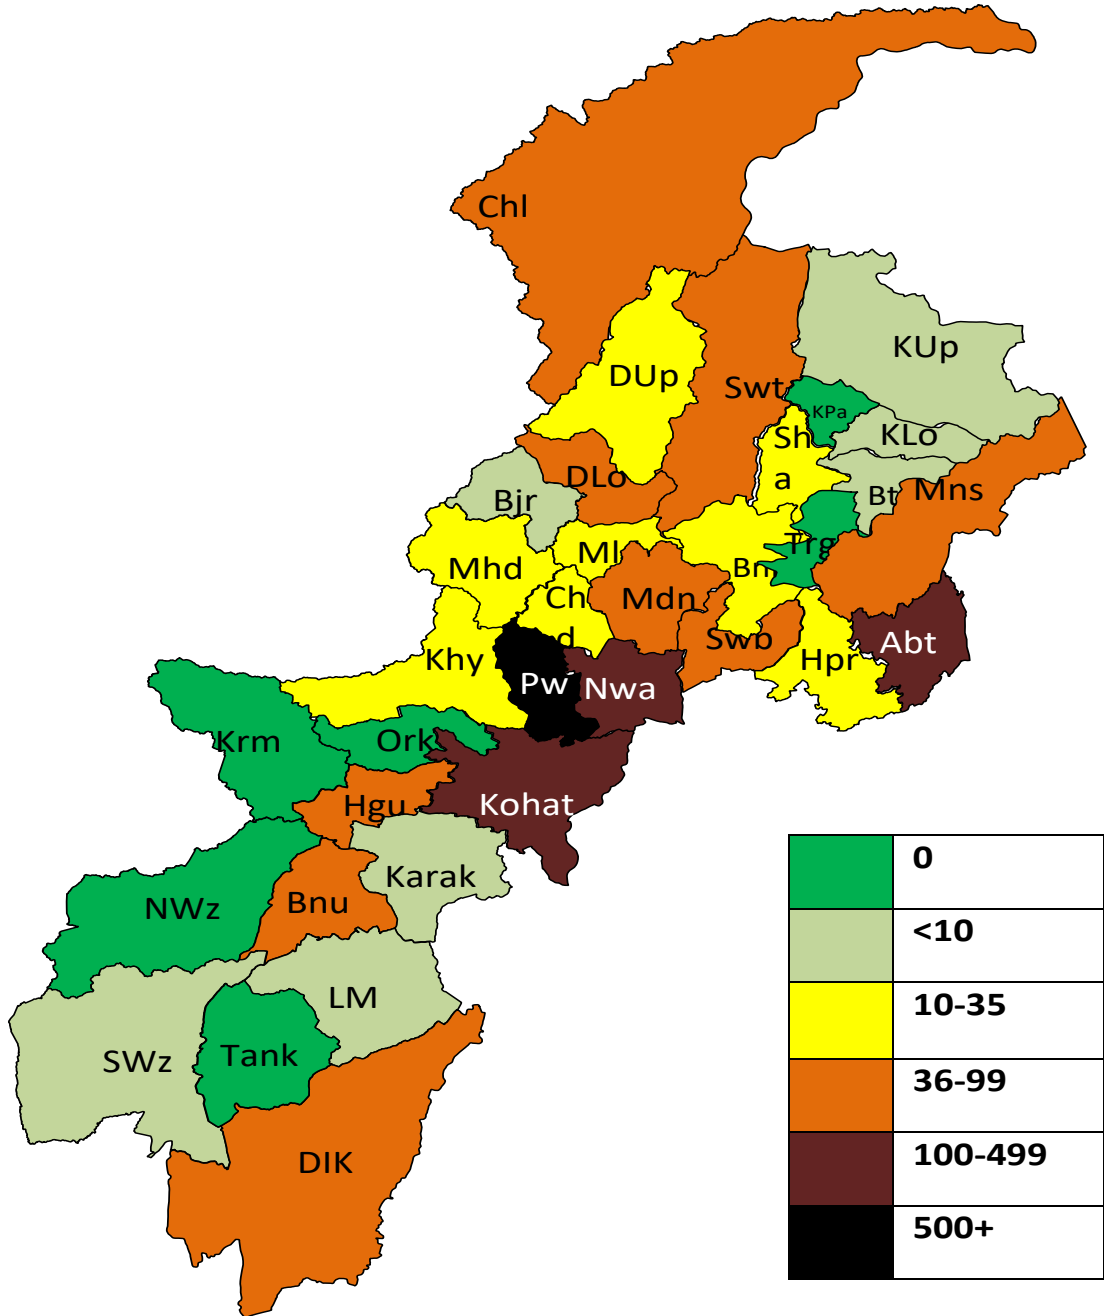 Chl
KUp
DUp
Swt
KPa
Sh
a
KLo
DLo
Bt
Mns
Bjr
Trg
Ml
Mhd
Bn
Ch
d
Mdn
Swb
Abt
Khy
Hpr
Pw
Nwa
Krm
Ork
Hgu
Kohat
Karak
Bnu
NWz
LM
SWz
Tank
DIK
0
<10
10-35
36-99
100-499
500+